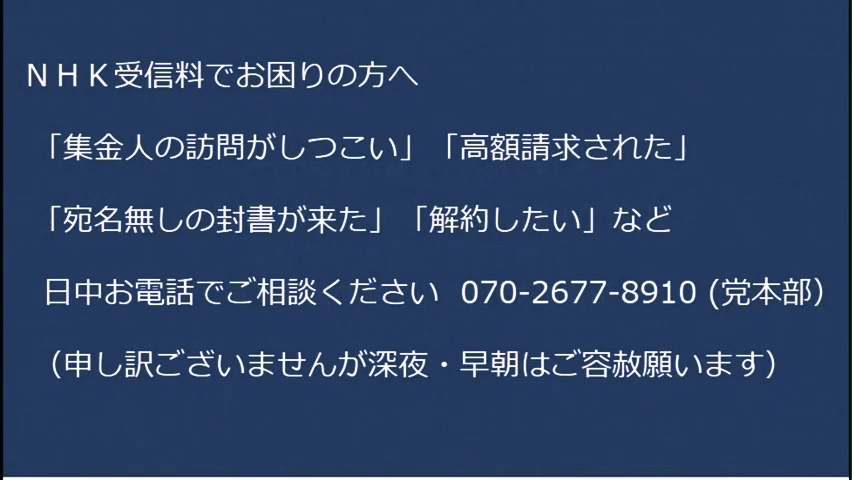 ＮＨＫ受信料でお困りの方へ
「集金人の訪問がしつこい」「高額請求された」
「宛名無しの封書が来た」「解約したい」など
日中お電話でご相談ください 070-2677-8910 (党本部）
（申し訳ございませんが深夜・早朝はご容赦願います）